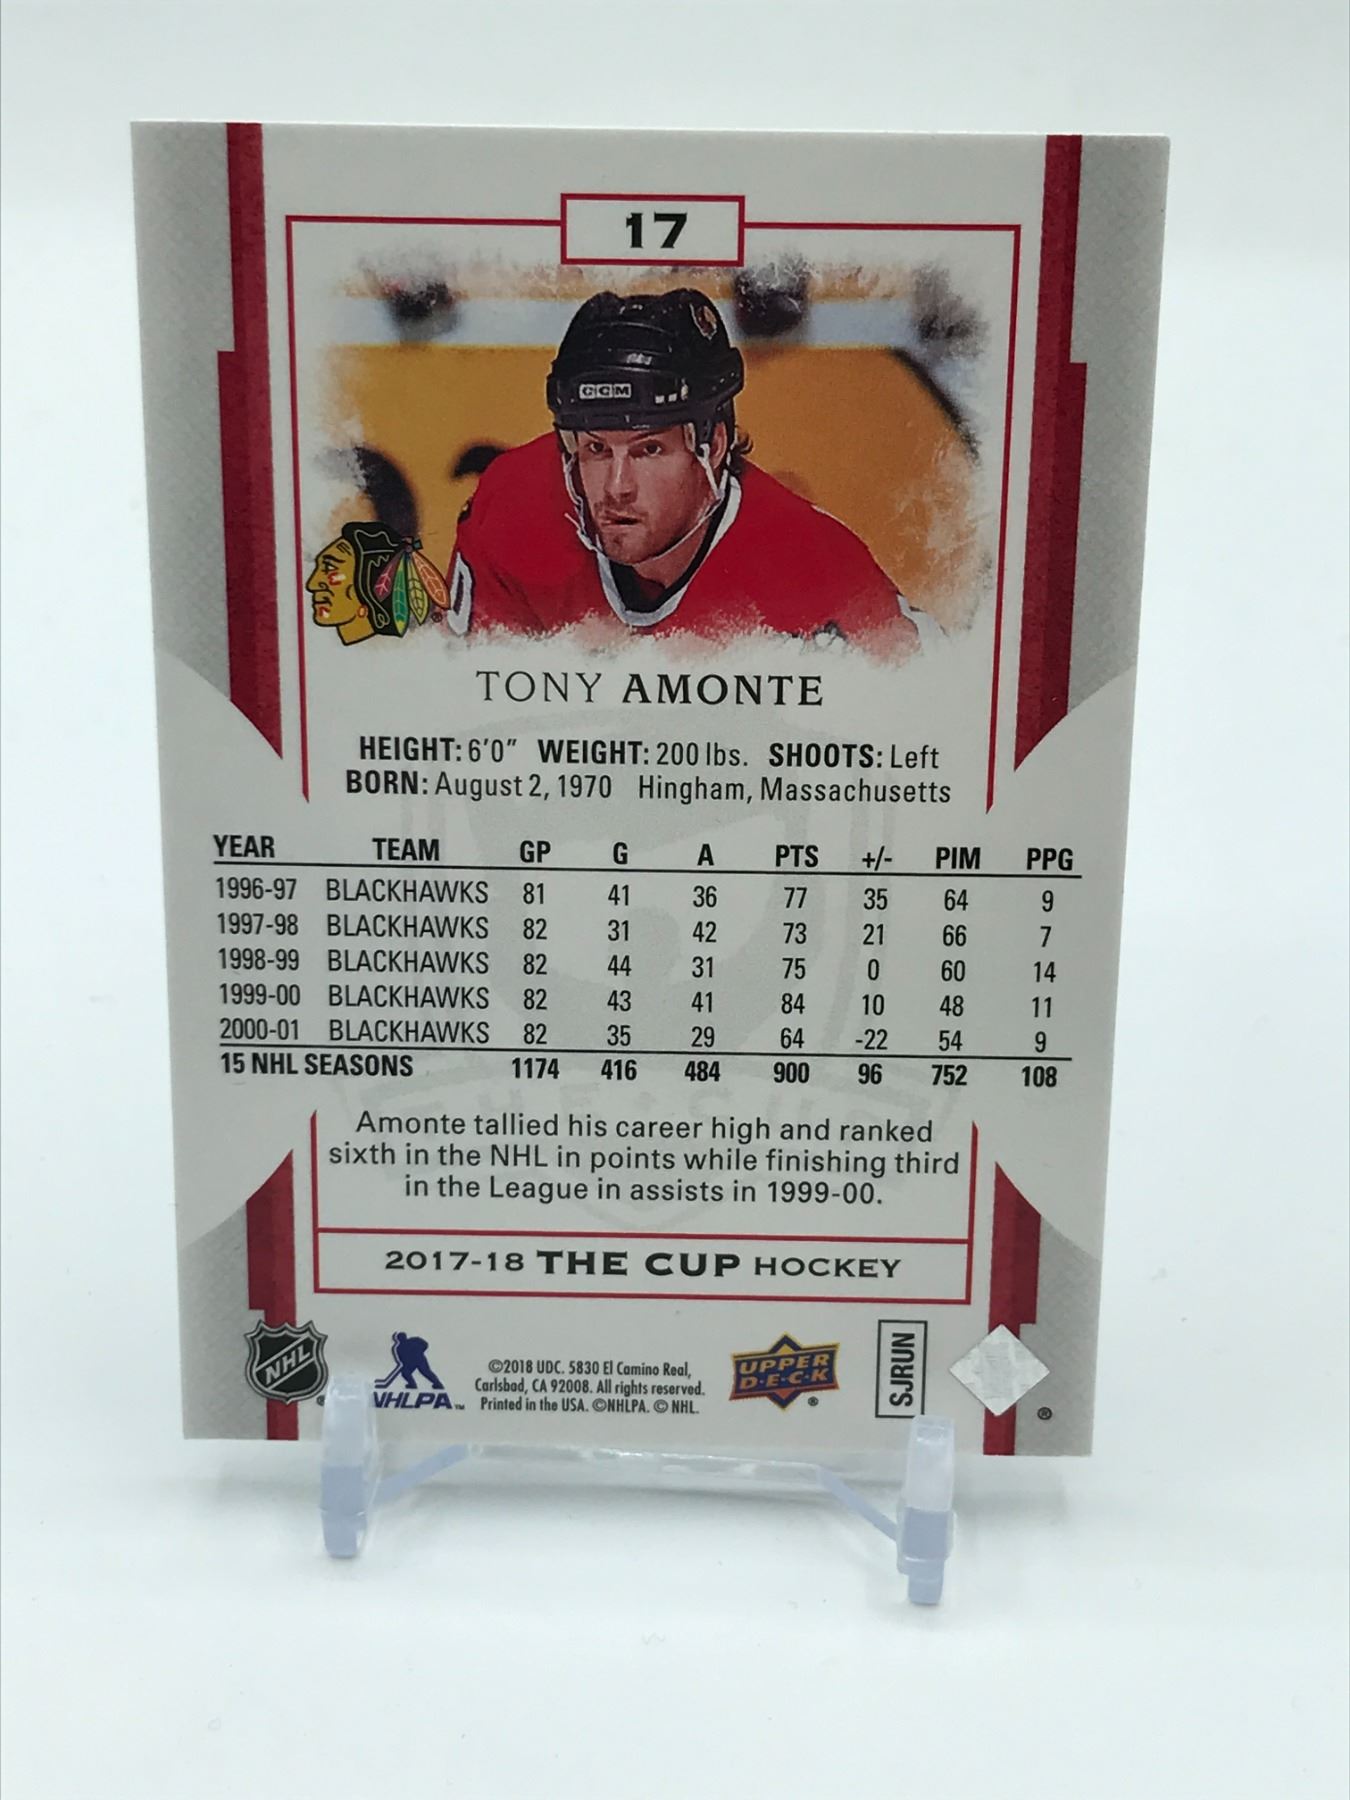 17
CCM
TONY AMONTE
HEIGHT: 6'0" WEIGHT: 200 lbs. SHOOTS: Left
BORN: August 2, 1970 Hingham, Massachusetts
YEAR TEAM GP G A PTS +/- PIM PPG
1996-97 BLACKHAWKS 81 41 36 77 35 64 9
1997-98 BLACKHAWKS 82 31 42 73 21 66 7
1998-99 BLACKHAWKS 82 44 31 75 0 60 14
1999-00 BLACKHAWKS 82 43 41 84 10 48 11
2000-01 BLACKHAWKS 82 35 29 64 -22 54 9
15 NHL SEASONS 1174 416 484 900 96 752 108
Amonte tallied his career high and ranked
sixth in the NHL in points while finishing third
in the League in assists in 1999-00.
2017-18 THE CUP HOCKEY
NHL ®
NHLPA™
©2018 UDC. 5830 El Camino Real,
Carlsbad, CA 92008. All rights reserved.
Printed in the USA. ©NHLPA. © NHL.
UPPER
D•E•C•K ®
SJRUN
®